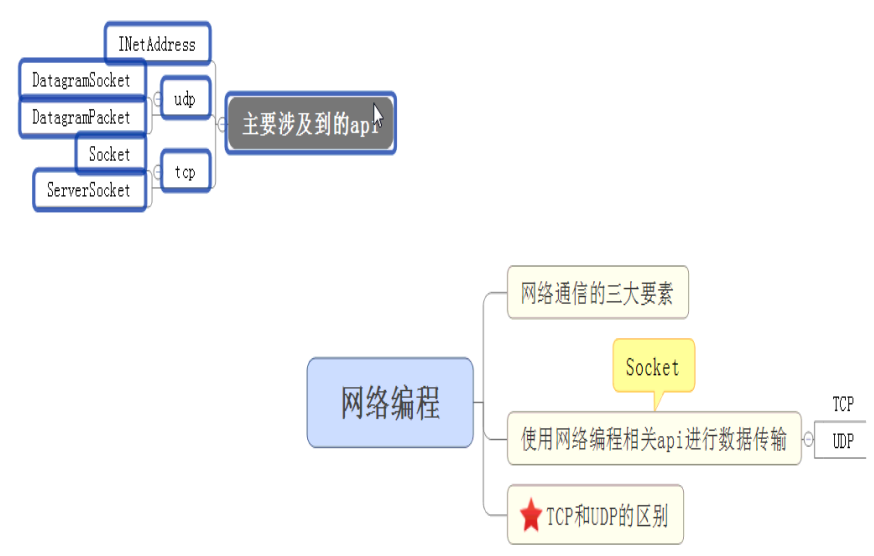 INetAddress
DatagramSocket
udp
DatagramPacket
主要涉及到的api
Socket
tcp
ServerSocket
网络通信的三大要素
Socket
网络编程
使用网络编程相关api进行数据传输
TCP
UDP
TCP和UDP的区别